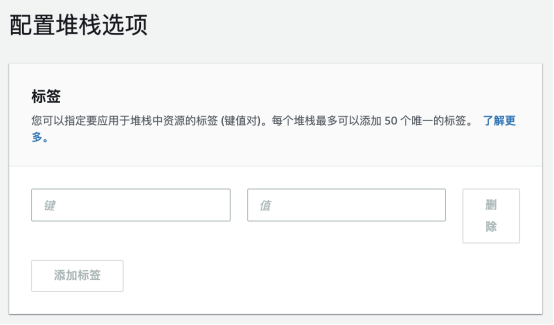 配置堆栈选项
标签
您可以指定要应用于堆栈中资源的标签 (键值对)。每个堆栈最多可以添加 50 个唯一的标签。 了解更
多。
键 值 删
除
添加标签